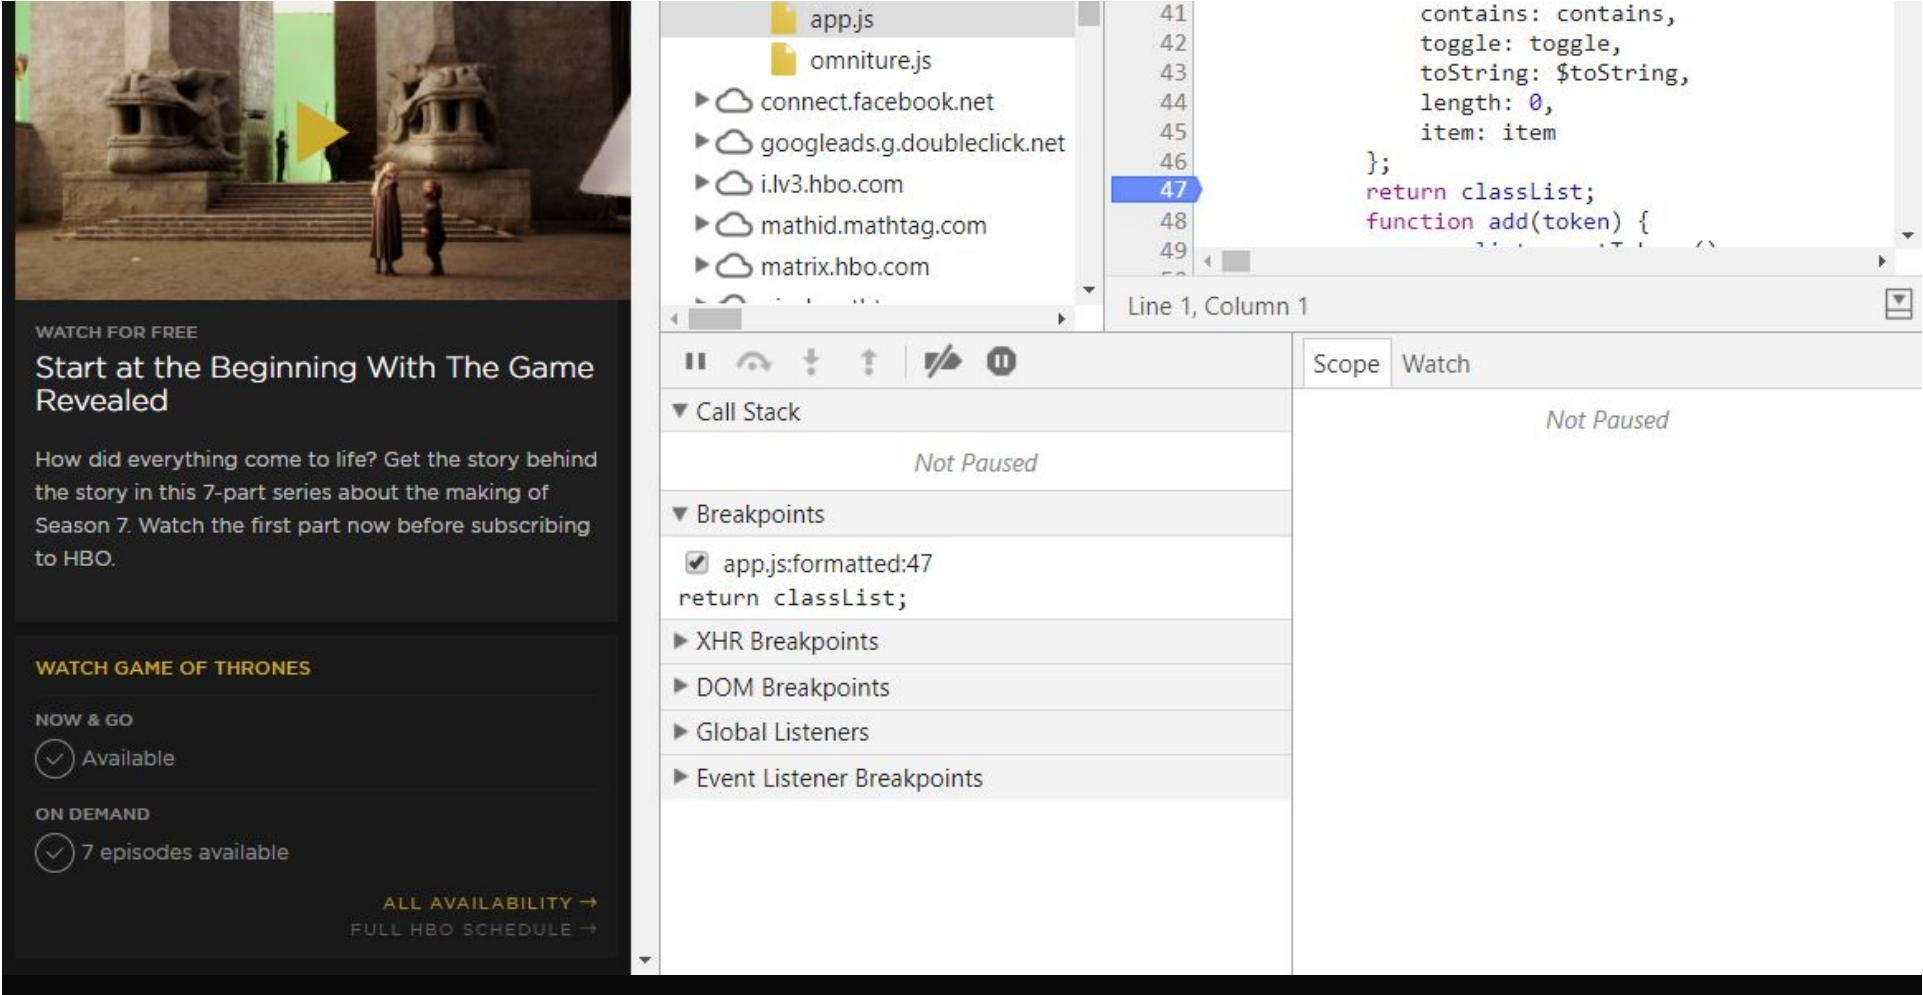 WATCH FOR FREE
Start at the Beginning With The Game
Revealed
How did everything come to life? Get the story behind
the story in this 7-part series about the making of
Season 7. Watch the first part now before subscribing
to HBO.
WATCH GAME OF THRONES
NOW & GO
Available
ON DEMAND
7 episodes available
ALL AVAILABILITY →
FULL HBO SCHEDULE →
app.js
omniture.js
connect.facebook.net
googleads.g.doubleclick.net
i.lv3.hbo.com
mathid.mathtag.com
matrix.hbo.com
41 contains: contains,
42 toggle: toggle,
43 toString: $toString,
44 length: 0,
45 item: item
46 };
47 return classList;
48 function add(token) {
49
Line 1, Column 1
Call Stack
Not Paused
Breakpoints
app.js:formatted:47
return classList;
XHR Breakpoints
DOM Breakpoints
Global Listeners
Event Listener Breakpoints
Scope Watch
Not Paused